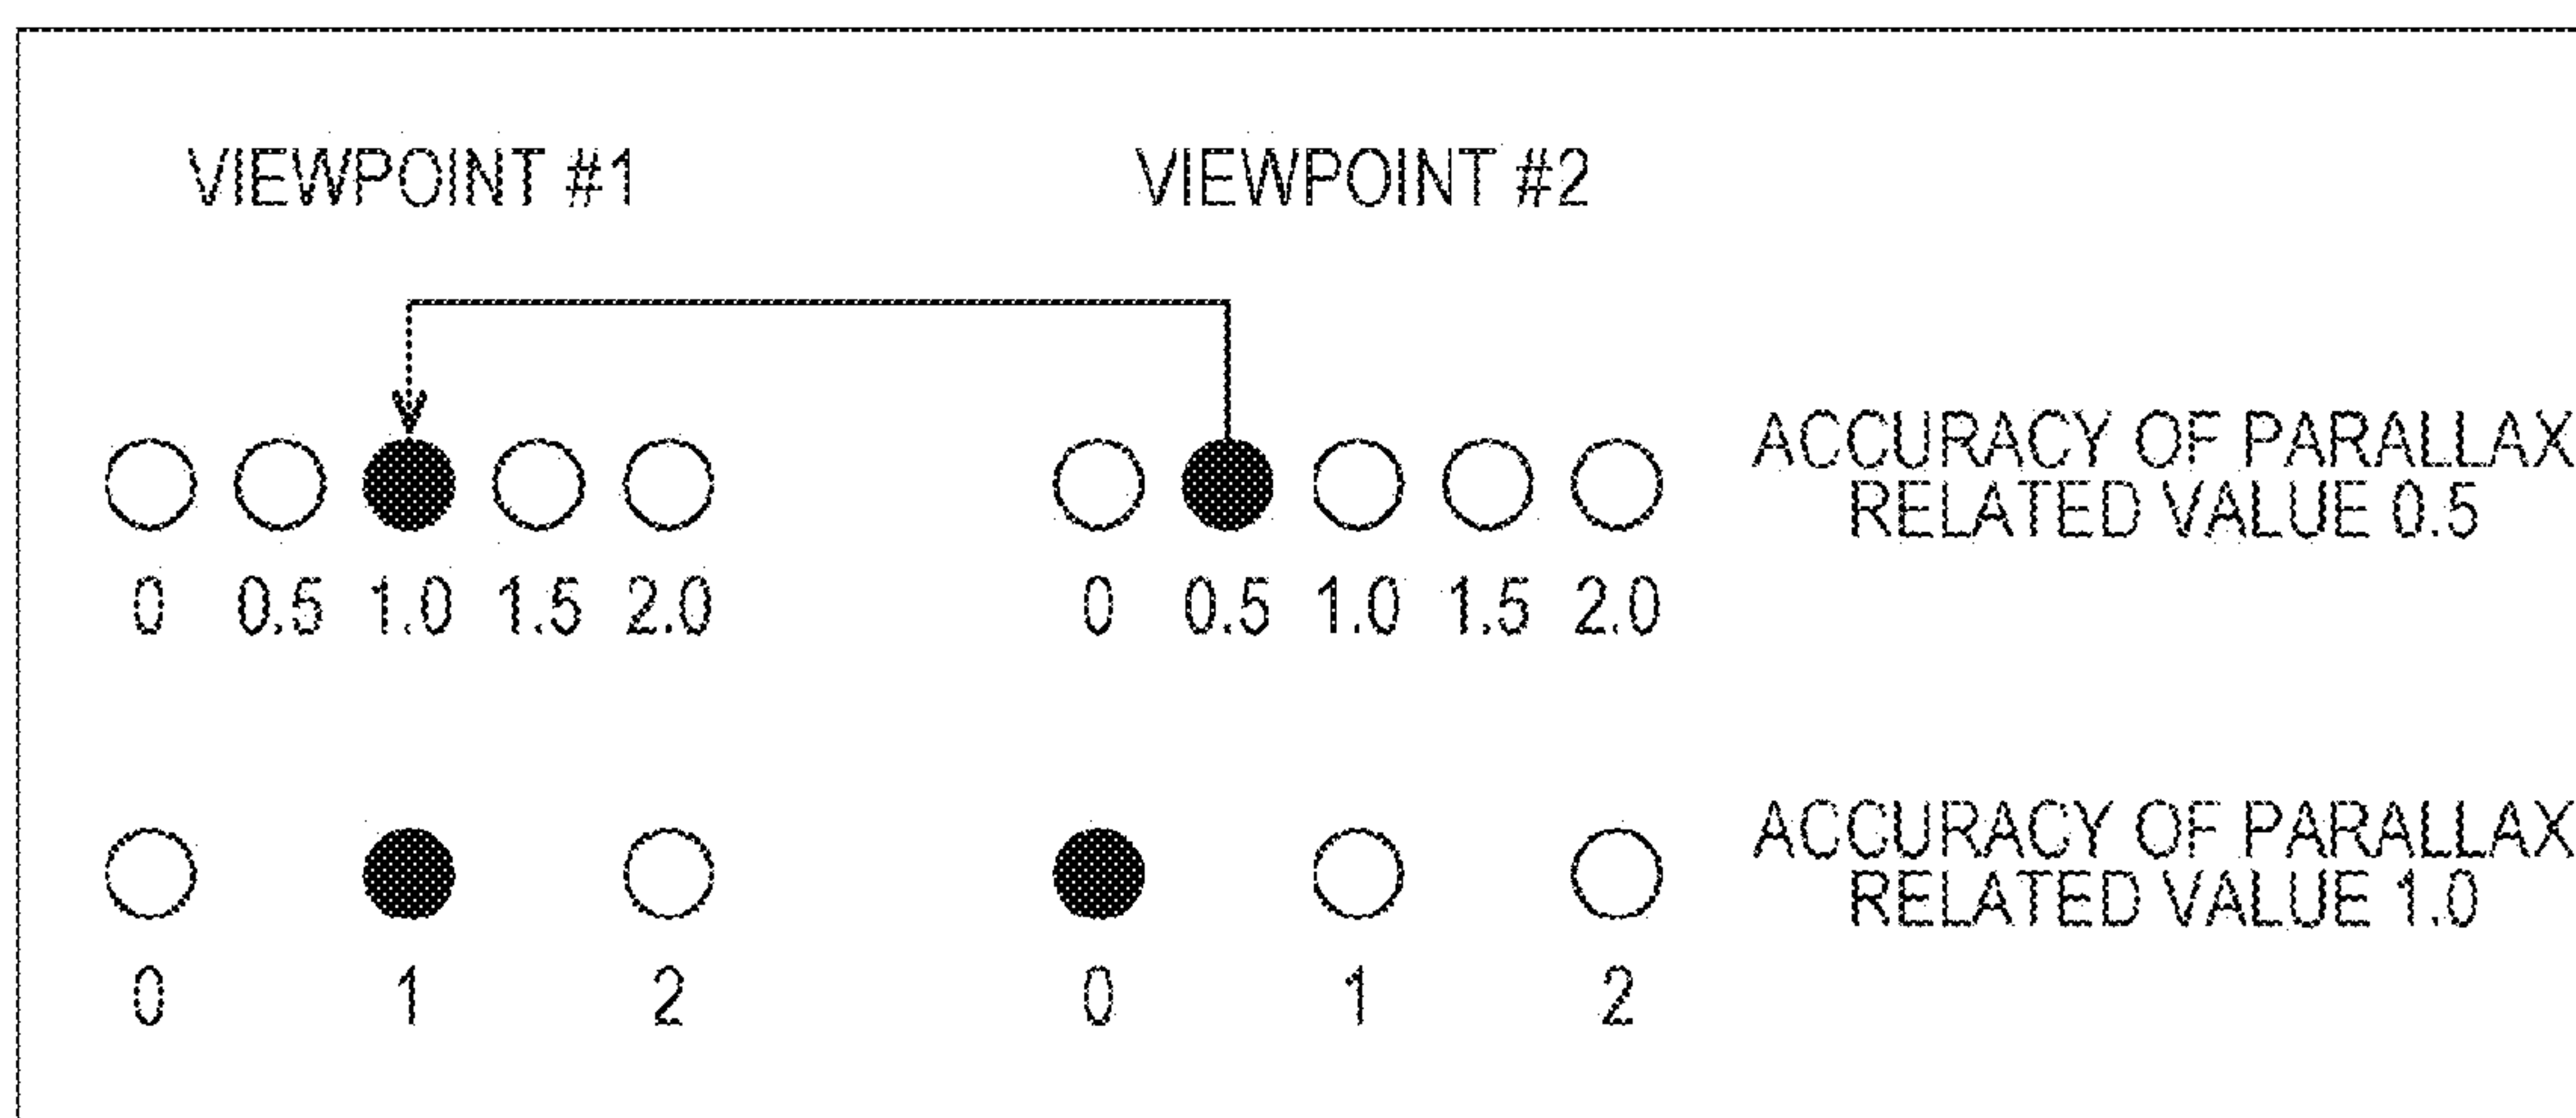 VIEWPOINT #1 VIEWPOINT #2
ACCURACY OF PARALLAX
RELATED VALUE 0.5
0 0.5 1.0 1.5 2.0 0 0.5 1.0 1.5 2.0
ACCURACY OF PARALLAX
RELATED VALUE 1.0
0 1 2 0 1 2